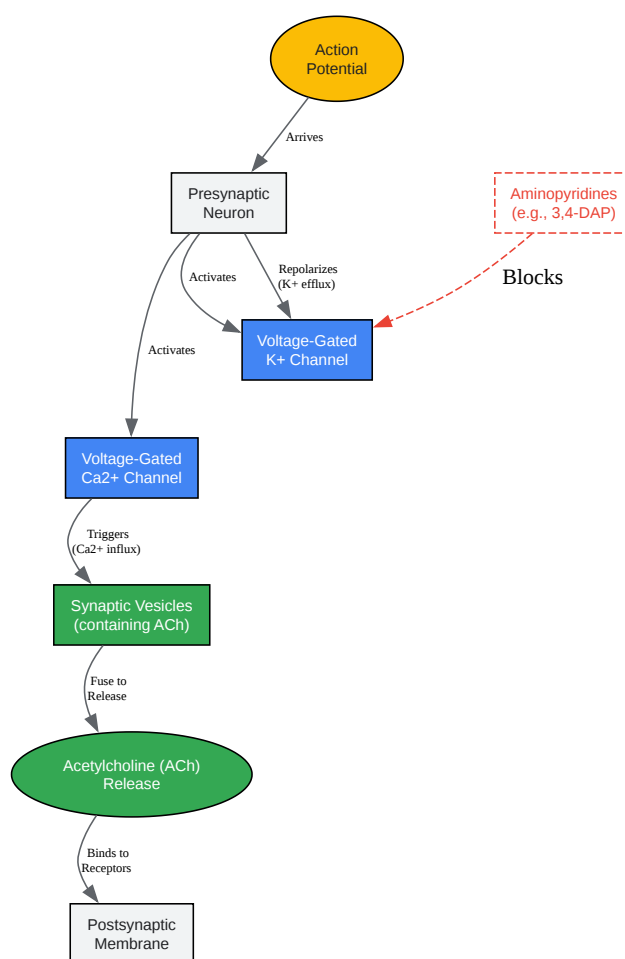 Action
Potential
Arrives
Presynaptic
Neuron
Aminopyridines
(e.g., 3,4-DAP)
Activates
Repolarizes
(K+ efflux)
Blocks
Voltage-Gated
K+ Channel
Activates
Voltage-Gated
Ca2+ Channel
Triggers
(Ca2+ influx)
Synaptic Vesicles
(containing ACh)
Fuse to
Release
Acetylcholine (ACh)
Release
Binds to
Receptors
Postsynaptic
Membrane